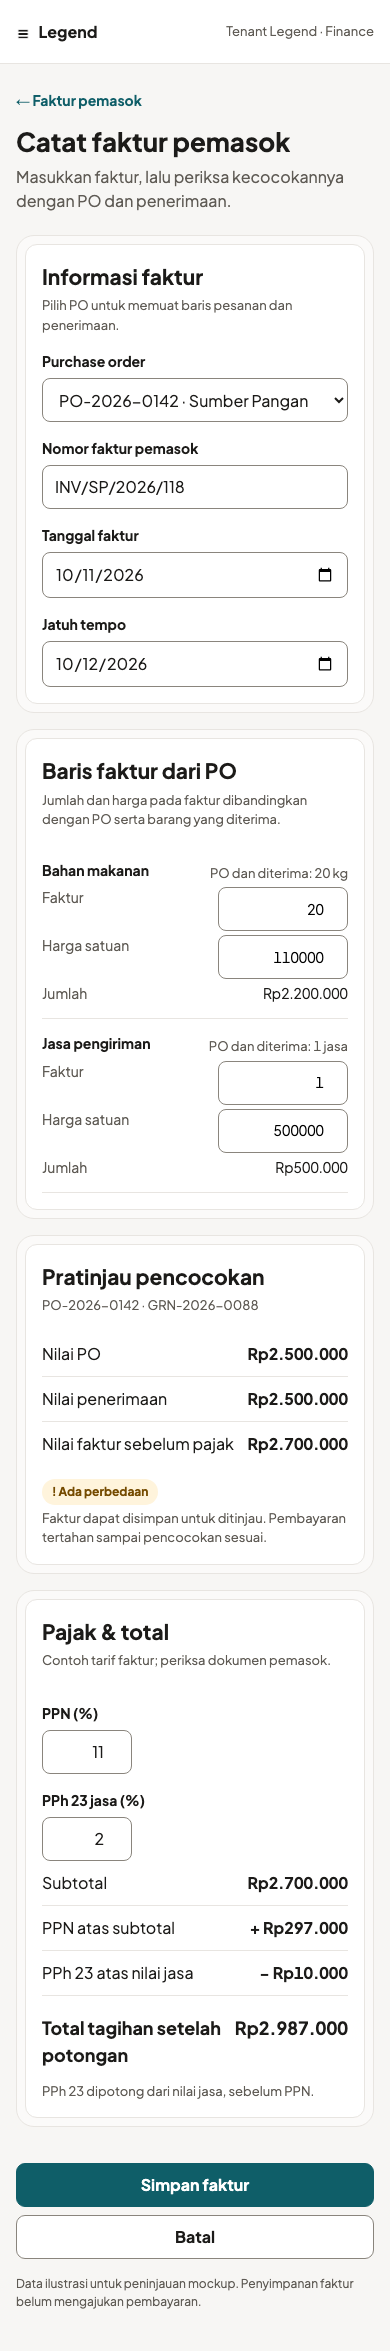 ≡ Legend
Tenant Legend · Finance
← Faktur pemasok
Catat faktur pemasok
Masukkan faktur, lalu periksa kecocokannya
dengan PO dan penerimaan.
Informasi faktur
Pilih PO untuk memuat baris pesanan dan
penerimaan.
Purchase order
PO-2026-0142 · Sumber Pangan
Nomor faktur pemasok
INV/SP/2026/118
Tanggal faktur
10/11/2026
Jatuh tempo
10/12/2026
Baris faktur dari PO
Jumlah dan harga pada faktur dibandingkan
dengan PO serta barang yang diterima.
Bahan makanan PO dan diterima: 20 kg
Faktur 20
Harga satuan 110000
Jumlah Rp2.200.000
Jasa pengiriman PO dan diterima: 1 jasa
Faktur 1
Harga satuan 500000
Jumlah Rp500.000
Pratinjau pencocokan
PO-2026-0142 · GRN-2026-0088
Nilai PO Rp2.500.000
Nilai penerimaan Rp2.500.000
Nilai faktur sebelum pajak Rp2.700.000
! Ada perbedaan
Faktur dapat disimpan untuk ditinjau. Pembayaran
tertahan sampai pencocokan sesuai.
Pajak & total
Contoh tarif faktur; periksa dokumen pemasok.
PPN (%)
11
PPh 23 jasa (%)
2
Subtotal Rp2.700.000
PPN atas subtotal + Rp297.000
PPh 23 atas nilai jasa − Rp10.000
Total tagihan setelah Rp2.987.000
potongan
PPh 23 dipotong dari nilai jasa, sebelum PPN.
Simpan faktur
Batal
Data ilustrasi untuk peninjauan mockup. Penyimpanan faktur
belum mengajukan pembayaran.